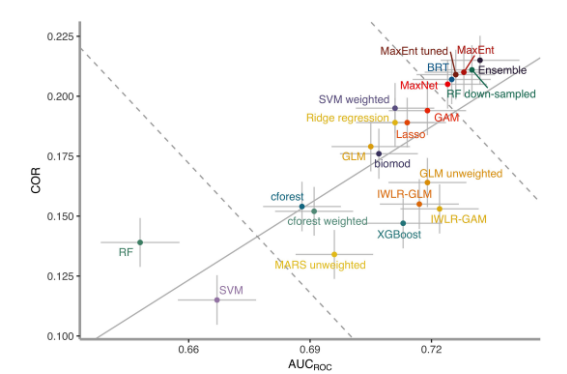 0.225
0.200
0.175
0.150
0.125
0.100
COR
0.66
0.69
0.72
AUCROC
MaxEnt tuned
MaxEnt
BRT
Ensemble
MaxNet
RF down-sampled
SVM weighted
Ridge regression
GAM
Lasso
GLM
biomod
GLM unweighted
cforest
IWLR-GLM
cforest weighted
IWLR-GAM
XGBoost
RF
MARS unweighted
SVM